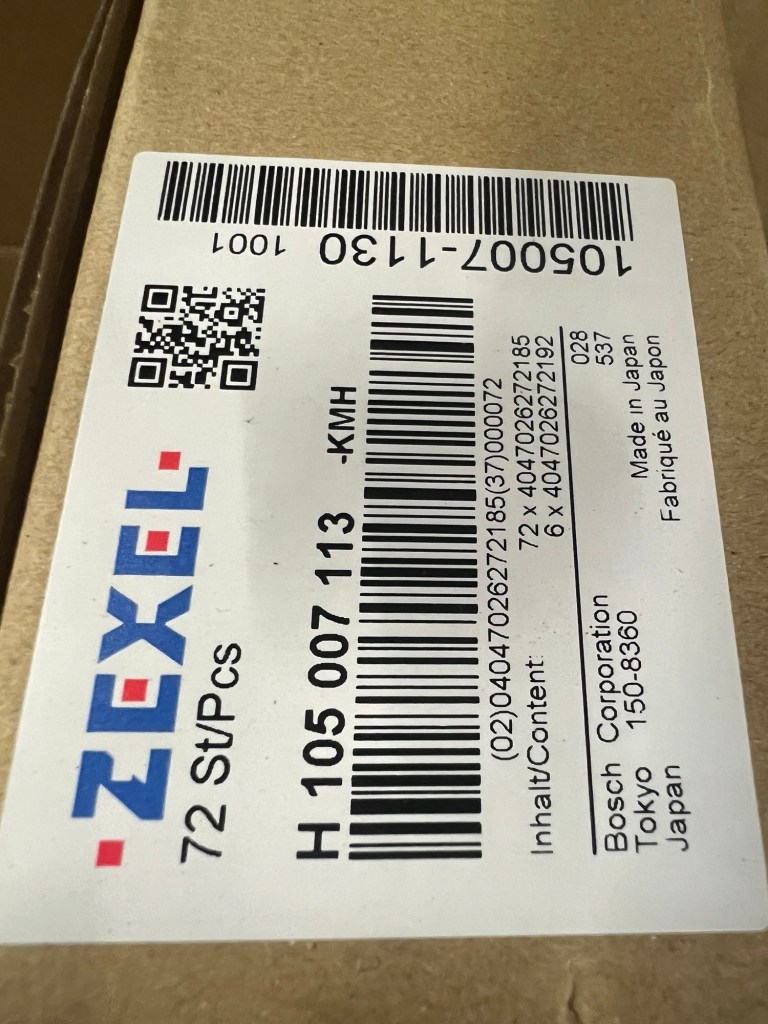 ZEXEL
72 St/Pcs
H 105 007 113 -KMH
(02)04047026272185(37)000072
Inhalt/Content: 72 x 4047026272185
6 x 4047026272192
028
Bosch Corporation 537
Tokyo 150-8360 Made in Japan
Japan Fabriqué au Japon
105007-1130 1001